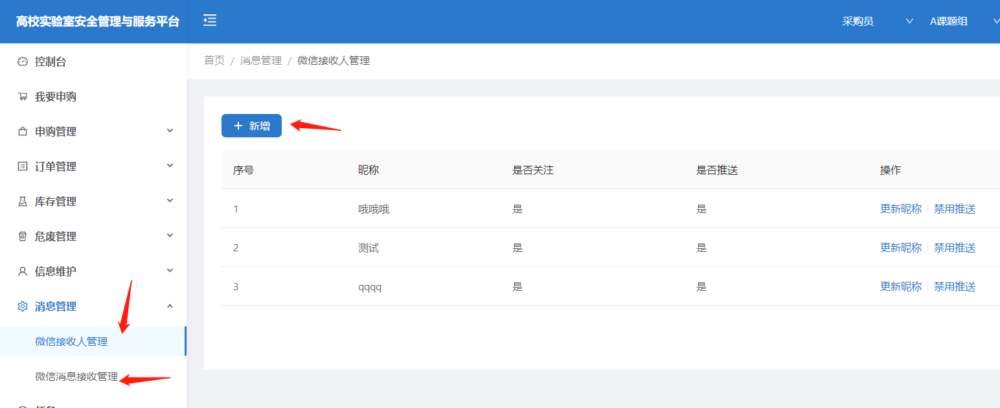 高校实验室安全管理与服务平台
采购员
A课题组
控制台
我要申购
申购管理
订单管理
库存管理
危废管理
信息维护
消息管理
微信接收人管理
微信消息接收管理
首页 / 消息管理 / 微信接收人管理
+ 新增
序号 昵称 是否关注 是否推送 操作
1 哦哦哦 是 是 更新昵称 禁用推送
2 测试 是 是 更新昵称 禁用推送
3 qqqq 是 是 更新昵称 禁用推送